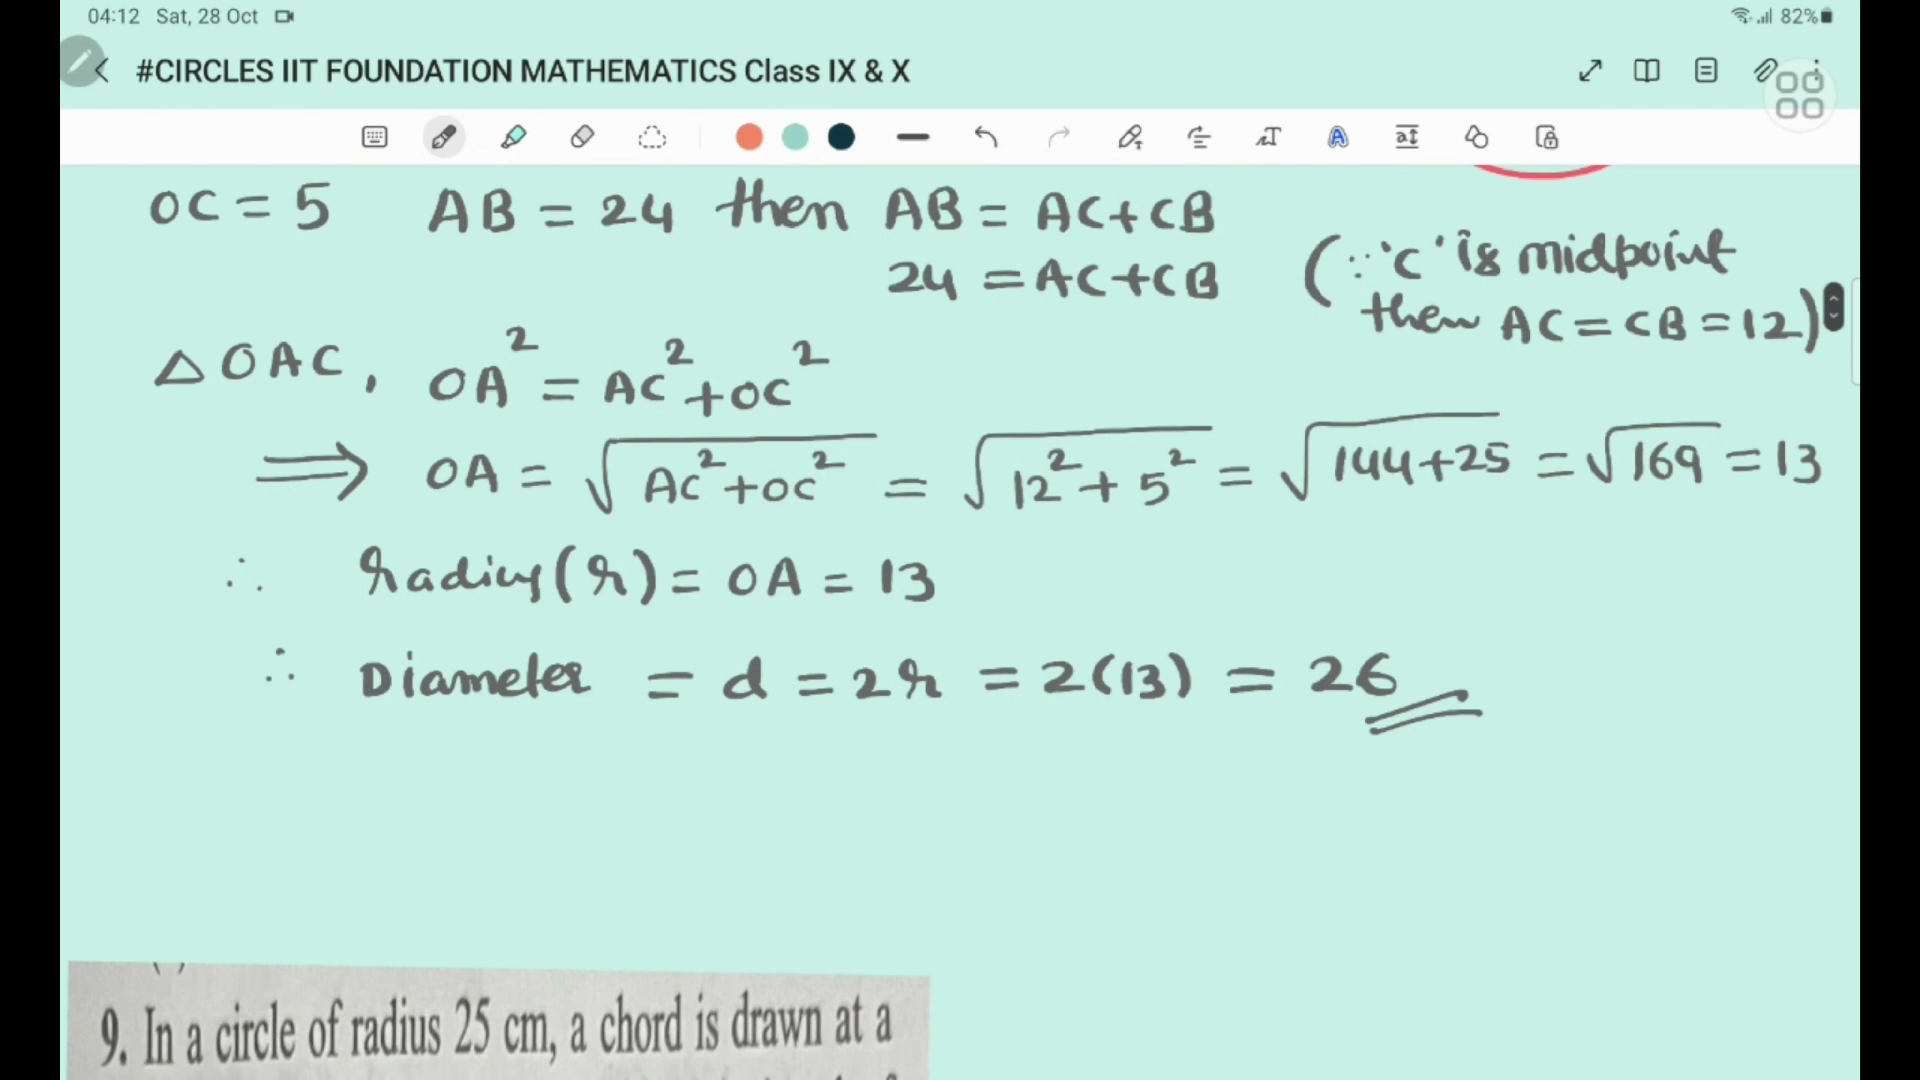 04:12 Sat, 28 Oct
82%
#CIRCLES IIT FOUNDATION MATHEMATICS Class IX & X
OC = 5 AB = 24 then AB = AC+CB
24 = AC+CB (∵ 'C' is midpoint
then AC = CB = 12)
△OAC, OA² = AC²+OC²
⟹ OA = √(AC²+OC²) = √(12²+5²) = √(144+25) = √169 = 13
∴ Radius(r) = OA = 13
∴ Diameter = d = 2r = 2(13) = 26
9. In a circle of radius 25 cm, a chord is drawn at a